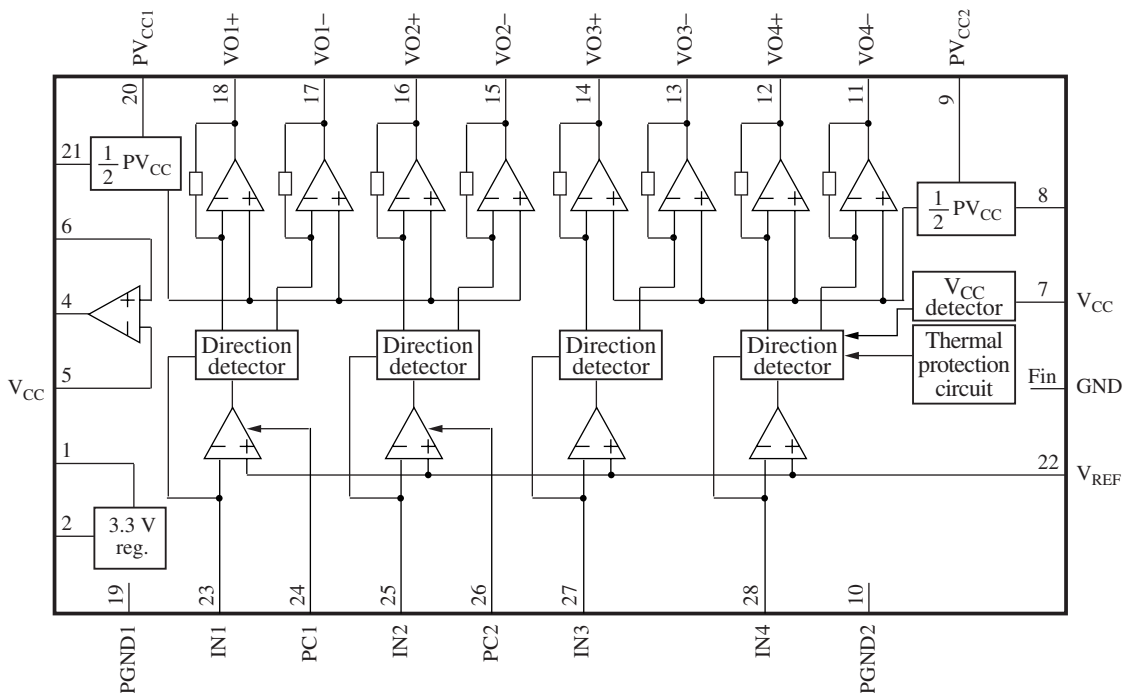 PVCC1 VO1+ VO1− VO2+ VO2− VO3+ VO3− VO4+ VO4− PVCC2
20 18 17 16 15 14 13 12 11 9
21
1/2 PVCC
− + − + − + − + − + − + − + − +
1/2 PVCC
8
6
4
+
−
VCC
5
VCC detector
7
VCC
Direction detector
Direction detector
Direction detector
Direction detector
Thermal protection circuit
Fin
GND
− + − + − + − +
1
22
VREF
2
3.3 V
reg.
19 23 24 25 26 27 28 10
PGND1 IN1 PC1 IN2 PC2 IN3 IN4 PGND2